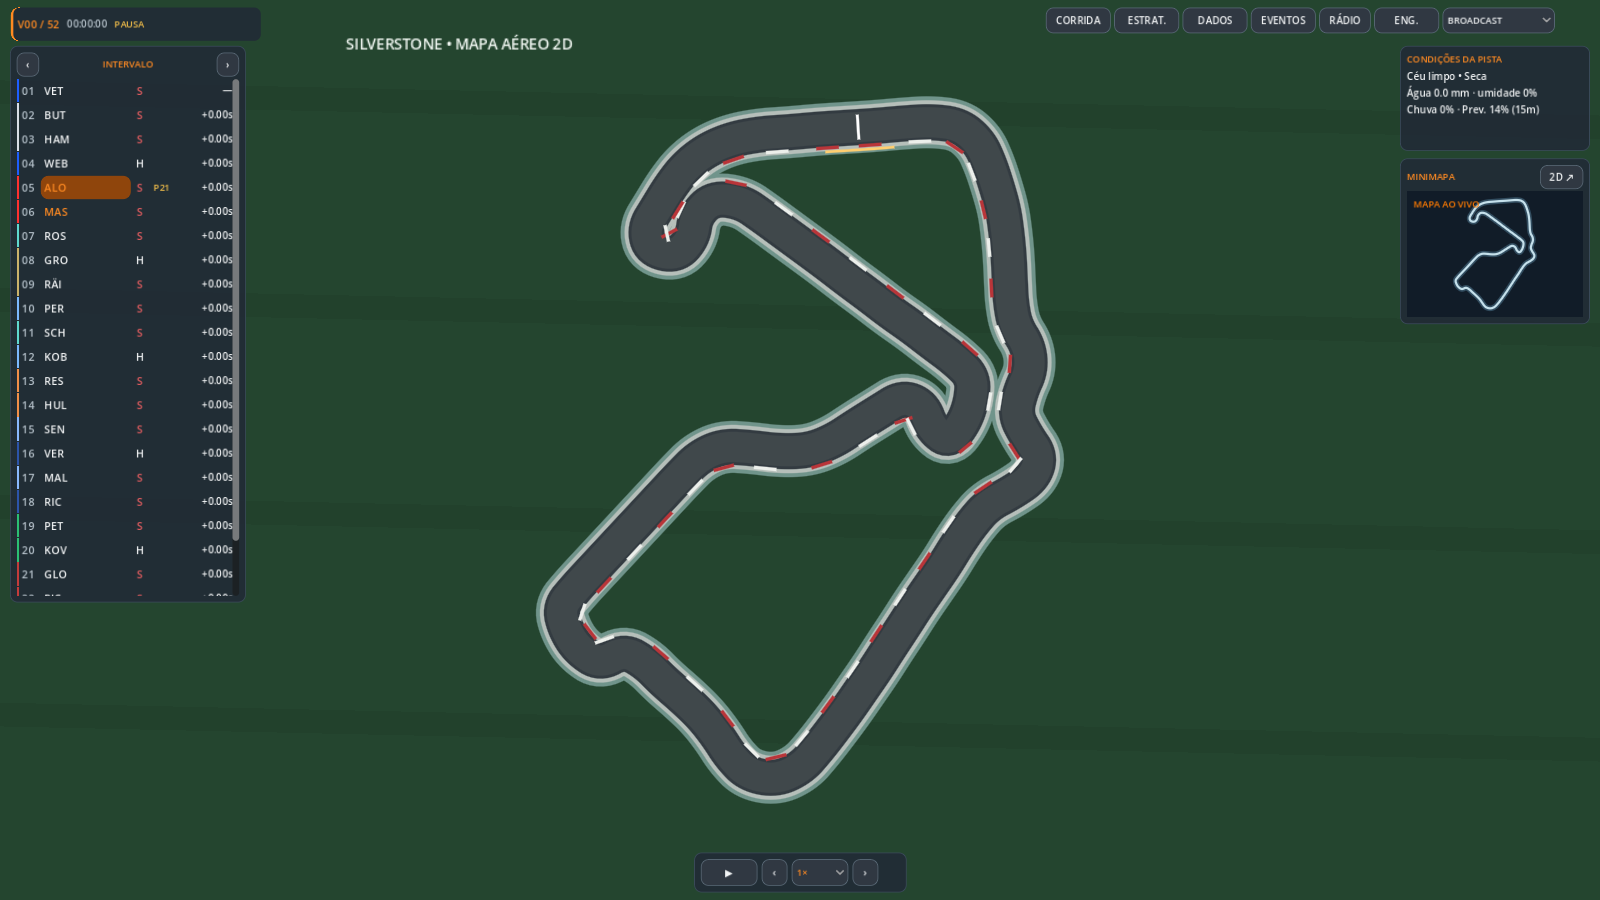 V00 / 52 00:00:00 PAUSA
CORRIDA ESTRAT. DADOS EVENTOS RÁDIO ENG. BROADCAST
SILVERSTONE • MAPA AÉREO 2D
‹ INTERVALO ›
01 VET S —
02 BUT S +0.00s
03 HAM S +0.00s
04 WEB H +0.00s
05 ALO S P21 +0.00s
06 MAS S +0.00s
07 ROS S +0.00s
08 GRO H +0.00s
09 RÄI S +0.00s
10 PER S +0.00s
11 SCH S +0.00s
12 KOB H +0.00s
13 RES S +0.00s
14 HUL S +0.00s
15 SEN S +0.00s
16 VER H +0.00s
17 MAL S +0.00s
18 RIC S +0.00s
19 PET S +0.00s
20 KOV H +0.00s
21 GLO S +0.00s
CONDIÇÕES DA PISTA
Céu limpo • Seca
Água 0.0 mm · umidade 0%
Chuva 0% · Prev. 14% (15m)
MINIMAPA 2D ↗
MAPA AO VIVO
▶ ‹ 1× ›